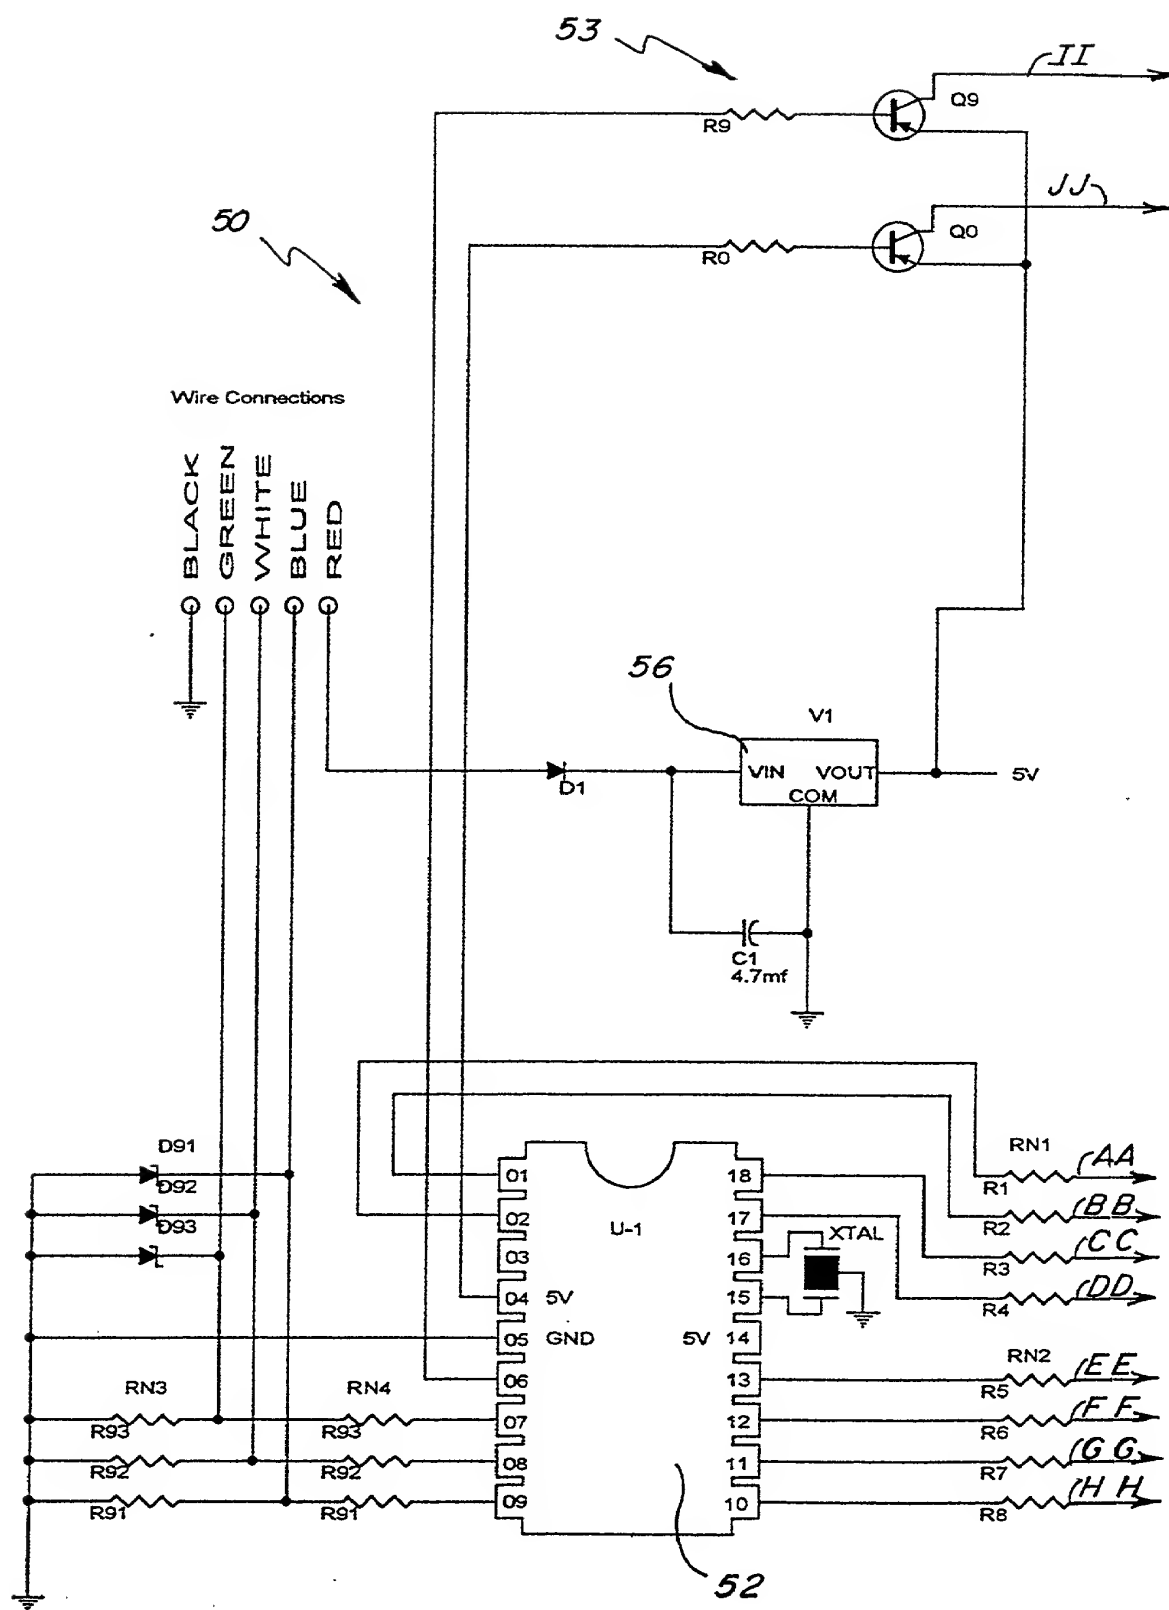 53
II
Q9
R9
JJ
50
Q0
R0
Wire Connections
BLACK
GREEN
WHITE
BLUE
RED
56
V1
VIN VOUT
COM
5V
D1
C1
4.7mf
D91
D92
D93
RN1
AA
R1
BB
R2
CC
R3
DD
R4
01
02
03
04 5V
05 GND
06
07
08
09
U-1
18
17
16
15
5V 14
13
12
11
10
XTAL
RN2
EE
R5
FF
R6
GG
R7
HH
R8
RN3
RN4
R93
R93
R92
R92
R91
R91
52